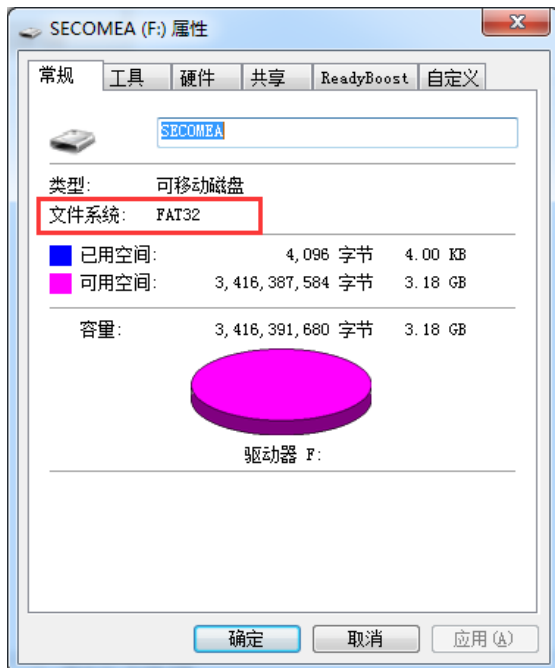 SECOMEA (F:) 属性
常规 工具 硬件 共享 ReadyBoost 自定义
SECOMEA
类型: 可移动磁盘
文件系统: FAT32
已用空间: 4,096 字节 4.00 KB
可用空间: 3,416,387,584 字节 3.18 GB
容量: 3,416,391,680 字节 3.18 GB
驱动器 F:
确定 取消 应用(A)